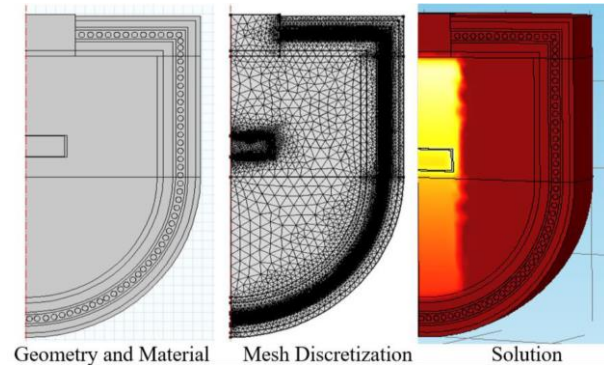 Geometry and Material
Mesh Discretization
Solution